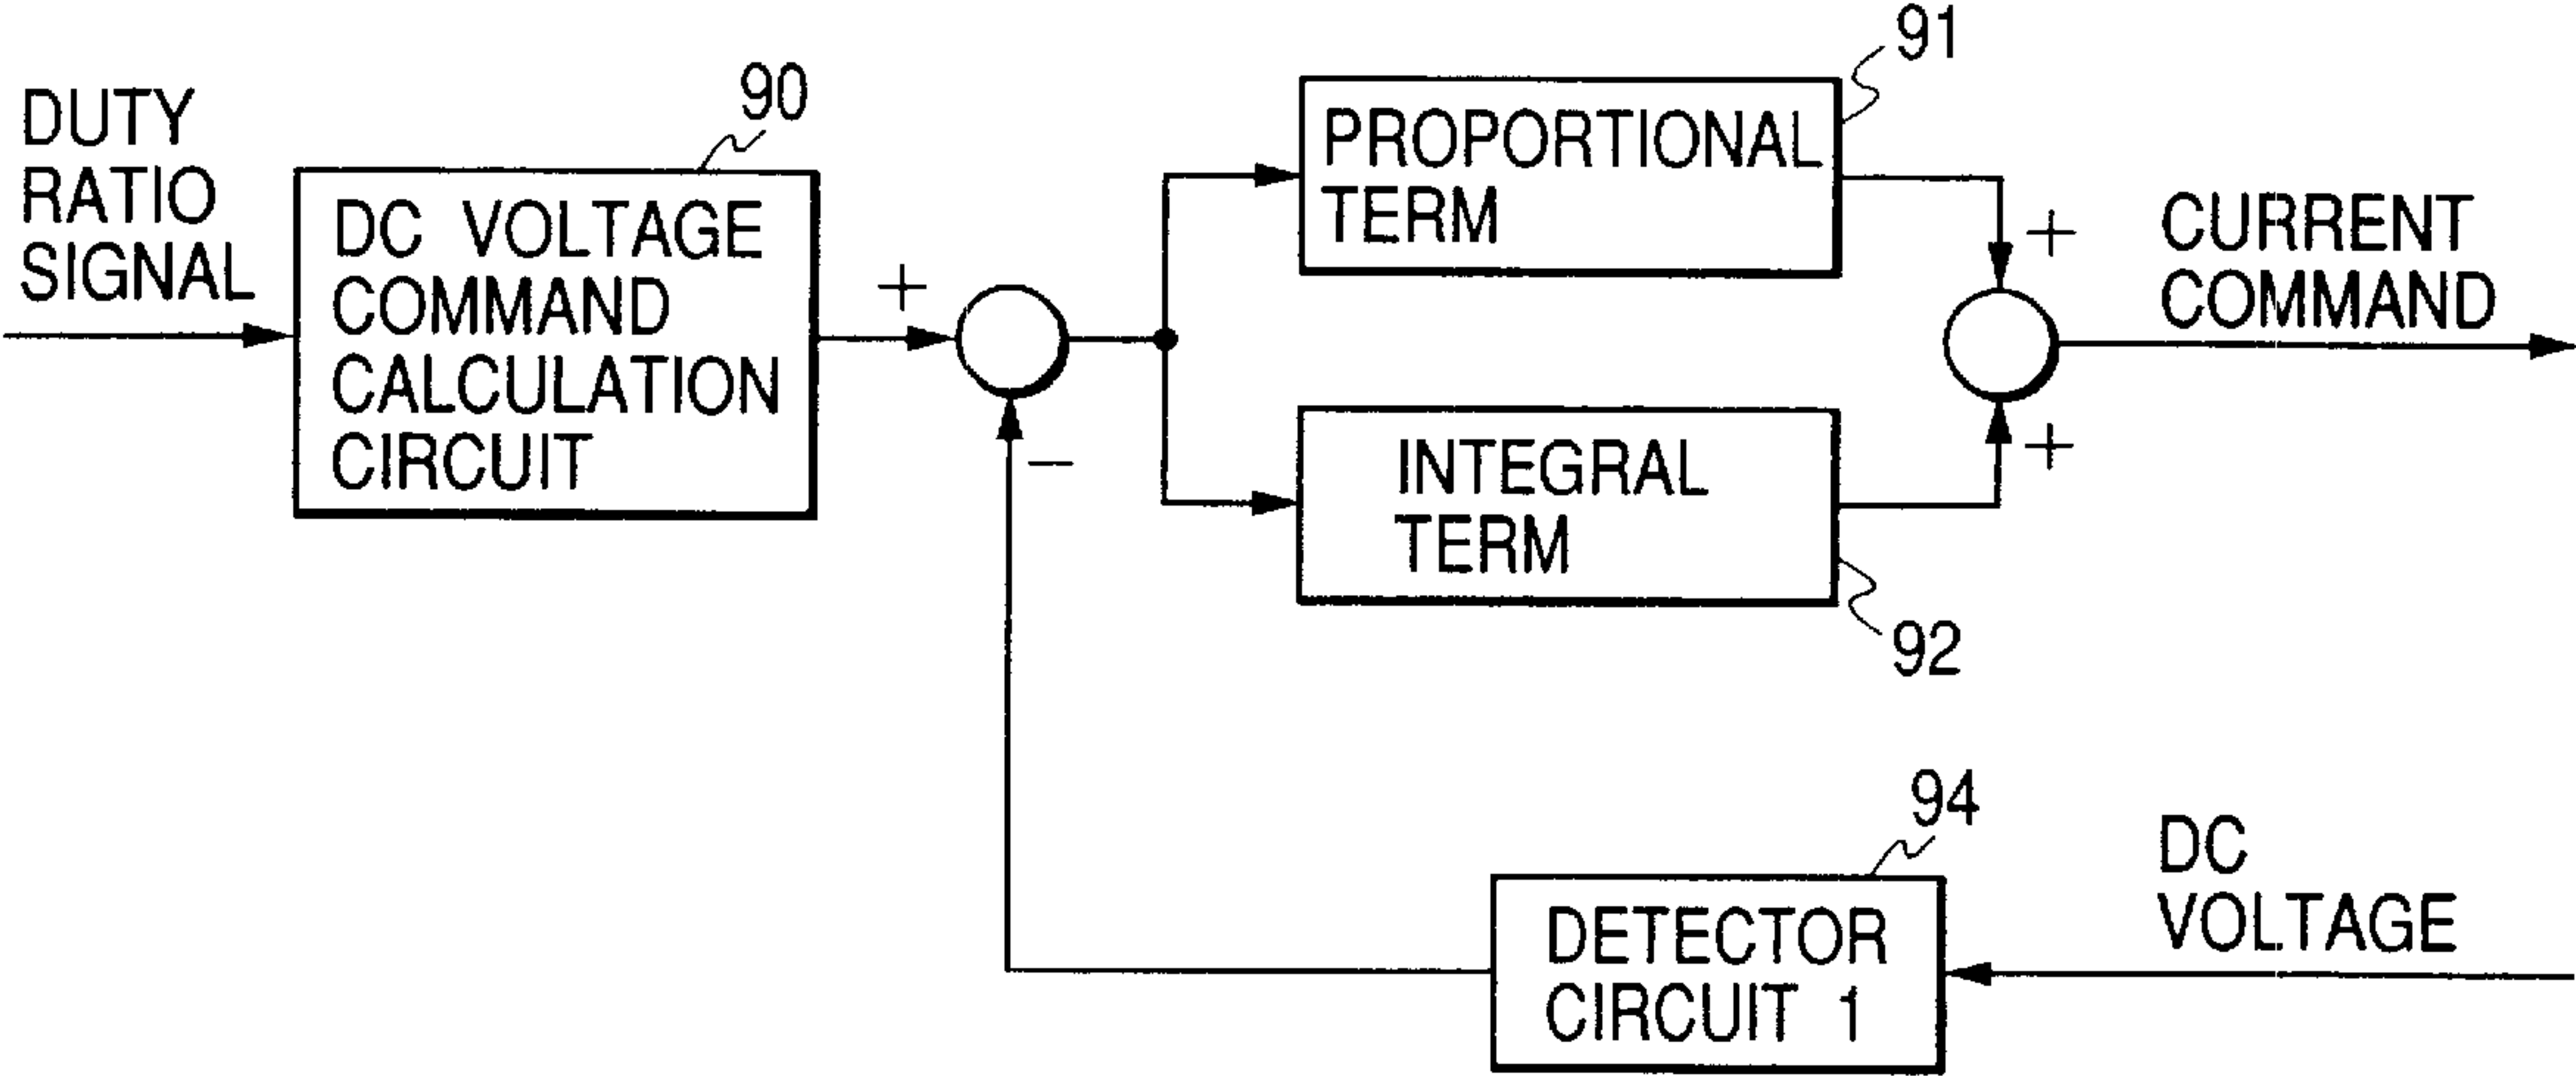 DUTY
RATIO
SIGNAL
90
DC VOLTAGE
COMMAND
CALCULATION
CIRCUIT
+
−
91
PROPORTIONAL
TERM
INTEGRAL
TERM
92
+
+
CURRENT
COMMAND
94
DETECTOR
CIRCUIT 1
DC
VOLTAGE